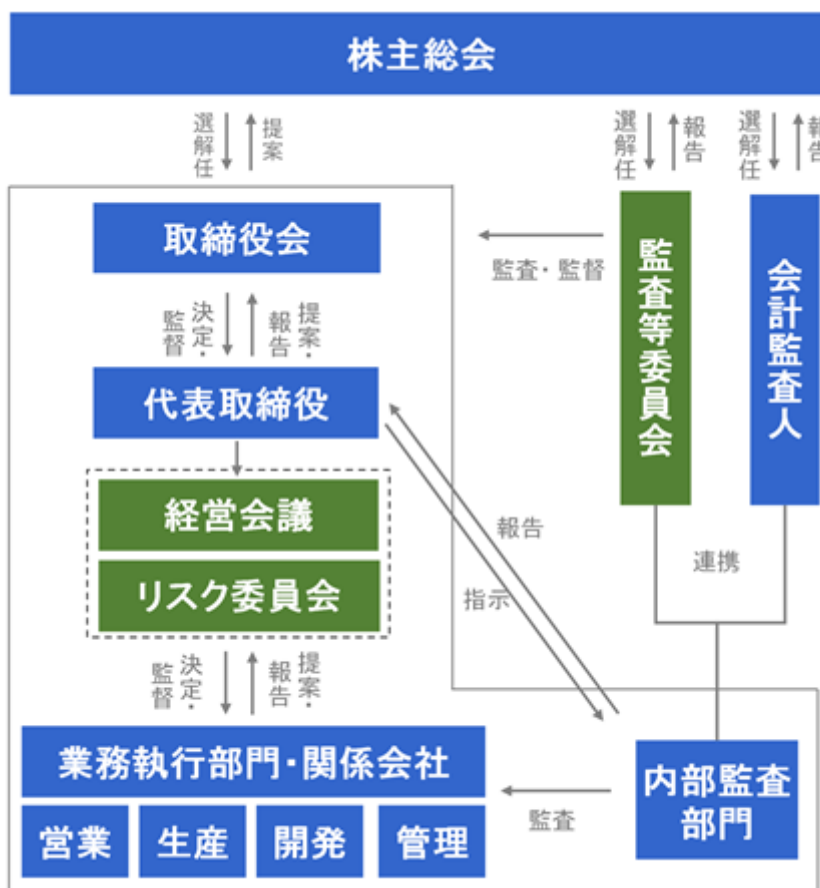 株主総会
選解任
提案
選解任
報告
選解任
報告
取締役会
監査・監督
監査等委員会
会計監査人
決定・
監督
提案・
報告
代表取締役
経営会議
リスク委員会
報告
指示
連携
決定・
監督
提案・
報告
業務執行部門・関係会社
営業
生産
開発
管理
監査
内部監査
部門